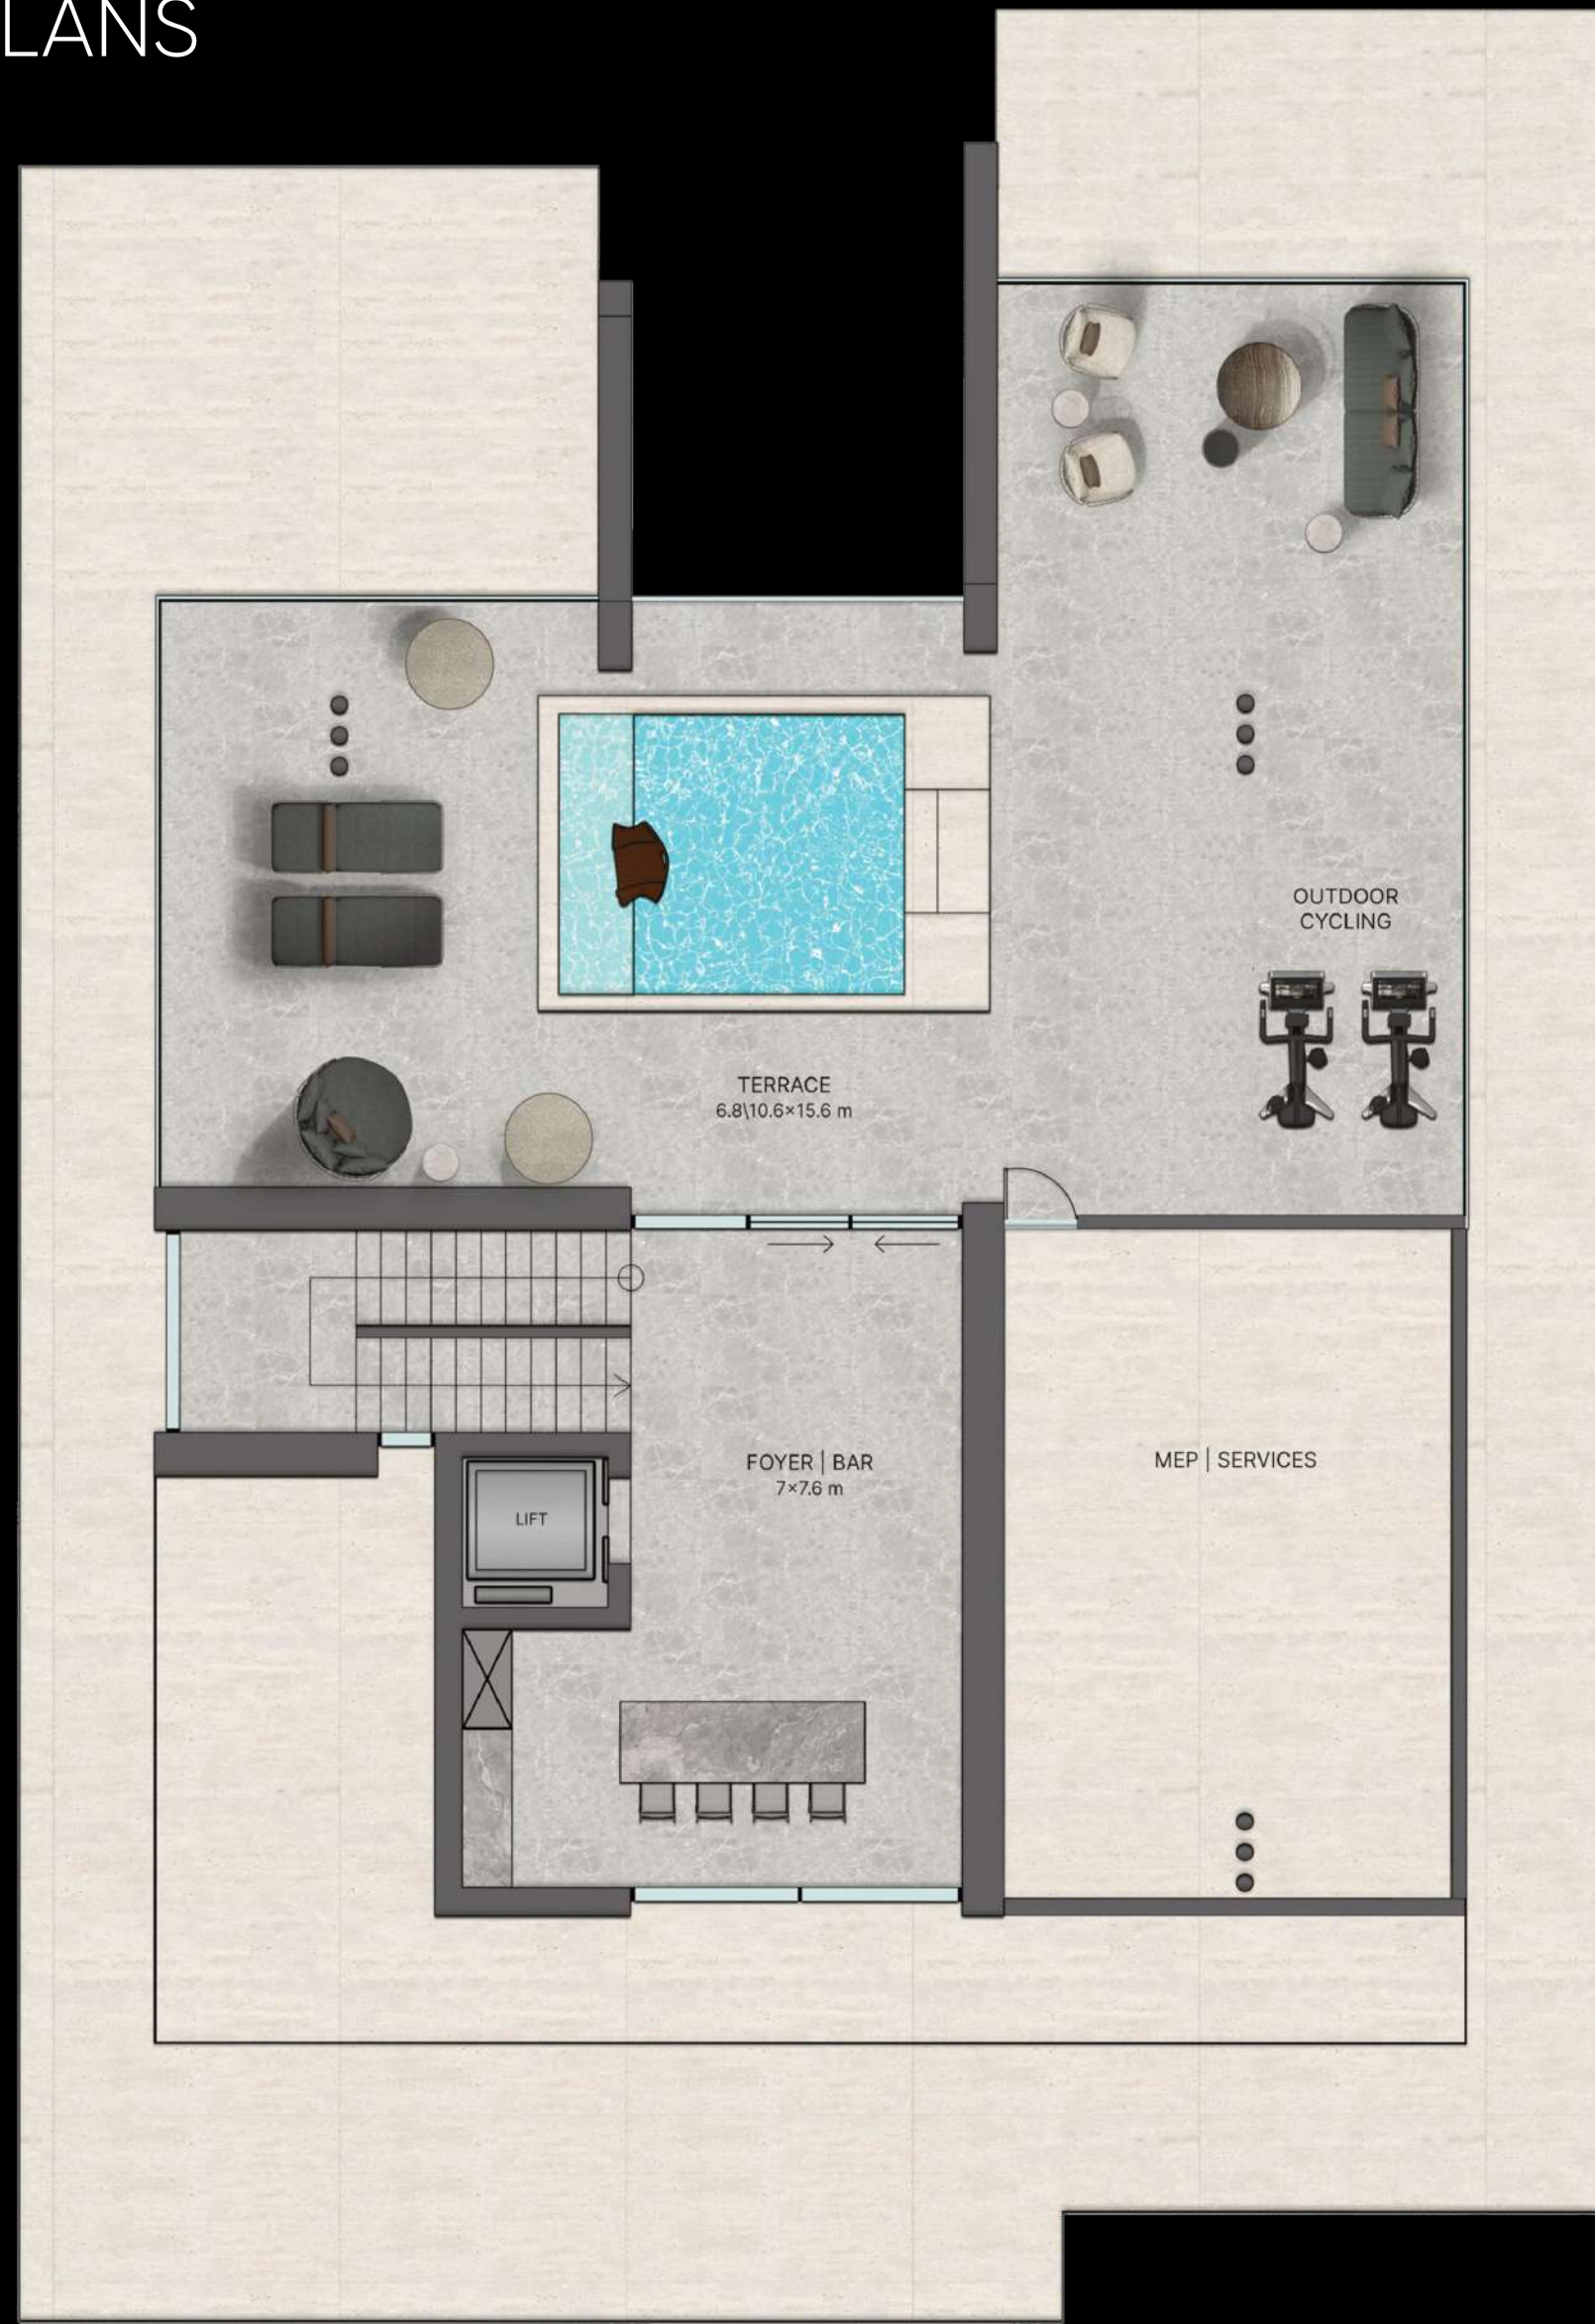 LANS
OUTDOOR
CYCLING
TERRACE
6.8\10.6×15.6 m
FOYER | BAR
7×7.6 m
MEP | SERVICES
LIFT